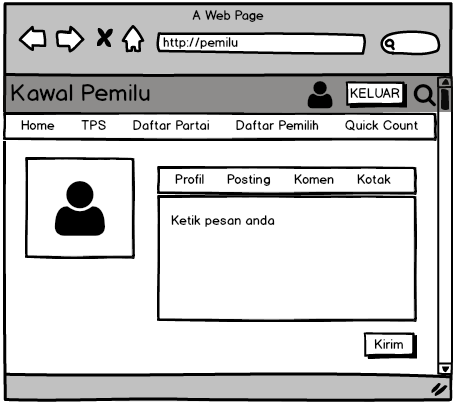 A Web Page
http://pemilu
Kawal Pemilu
KELUAR
Home TPS Daftar Partai Daftar Pemilih Quick Count
Profil Posting Komen Kotak
Ketik pesan anda
Kirim